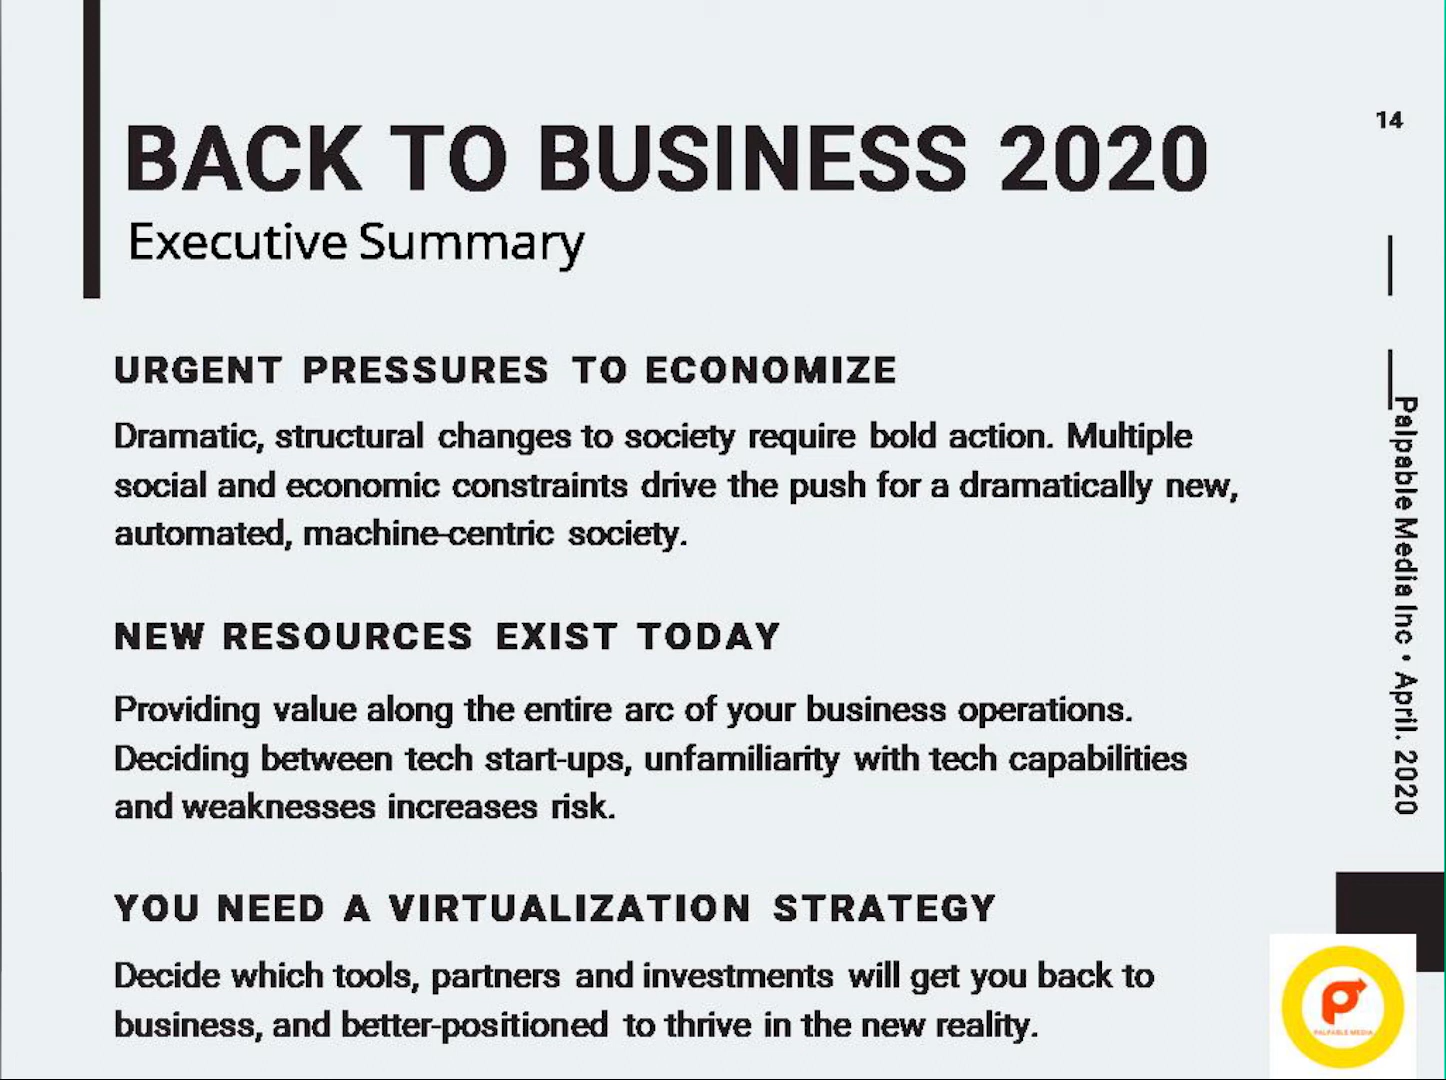 14
BACK TO BUSINESS 2020
Executive Summary
URGENT PRESSURES TO ECONOMIZE
Dramatic, structural changes to society require bold action. Multiple
social and economic constraints drive the push for a dramatically new,
automated, machine-centric society.
NEW RESOURCES EXIST TODAY
Providing value along the entire arc of your business operations.
Deciding between tech start-ups, unfamiliarity with tech capabilities
and weaknesses increases risk.
YOU NEED A VIRTUALIZATION STRATEGY
Decide which tools, partners and investments will get you back to
business, and better-positioned to thrive in the new reality.
Palpable Media Inc • April. 2020
PALPABLE MEDIA